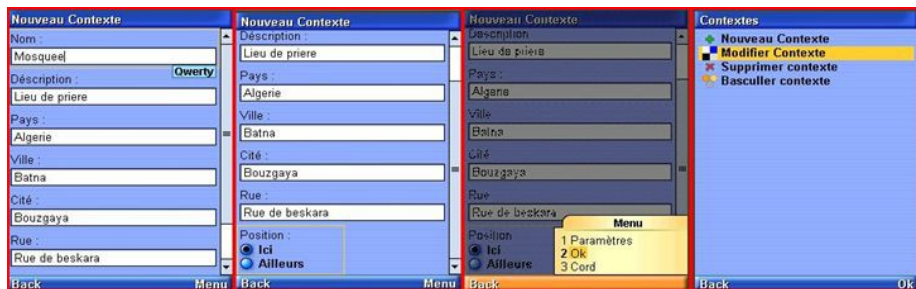 Nouveau Contexte
Nom :
Mosquee
Qwerty
Déscription :
Lieu de priere
Pays :
Algerie
Ville :
Batna
Cité :
Bouzgaya
Rue :
Rue de beskara
Back Menu
Nouveau Contexte
Déscription :
Lieu de priere
Pays :
Algerie
Ville :
Batna
Cité :
Bouzgaya
Rue :
Rue de beskara
Position :
Ici
Ailleurs
Back Menu
Nouveau Contexte
Déscription
Lieu de priere
Pays :
Algerie
Ville
Batna
Cité
Bouzgaya
Rue
Rue de beskara
Position
Ici
Ailleurs
Menu
1 Paramètres
2 Ok
3 Cord
Back
Contextes
Nouveau Contexte
Modifier Contexte
Supprimer contexte
Basculler contexte
Back Ok